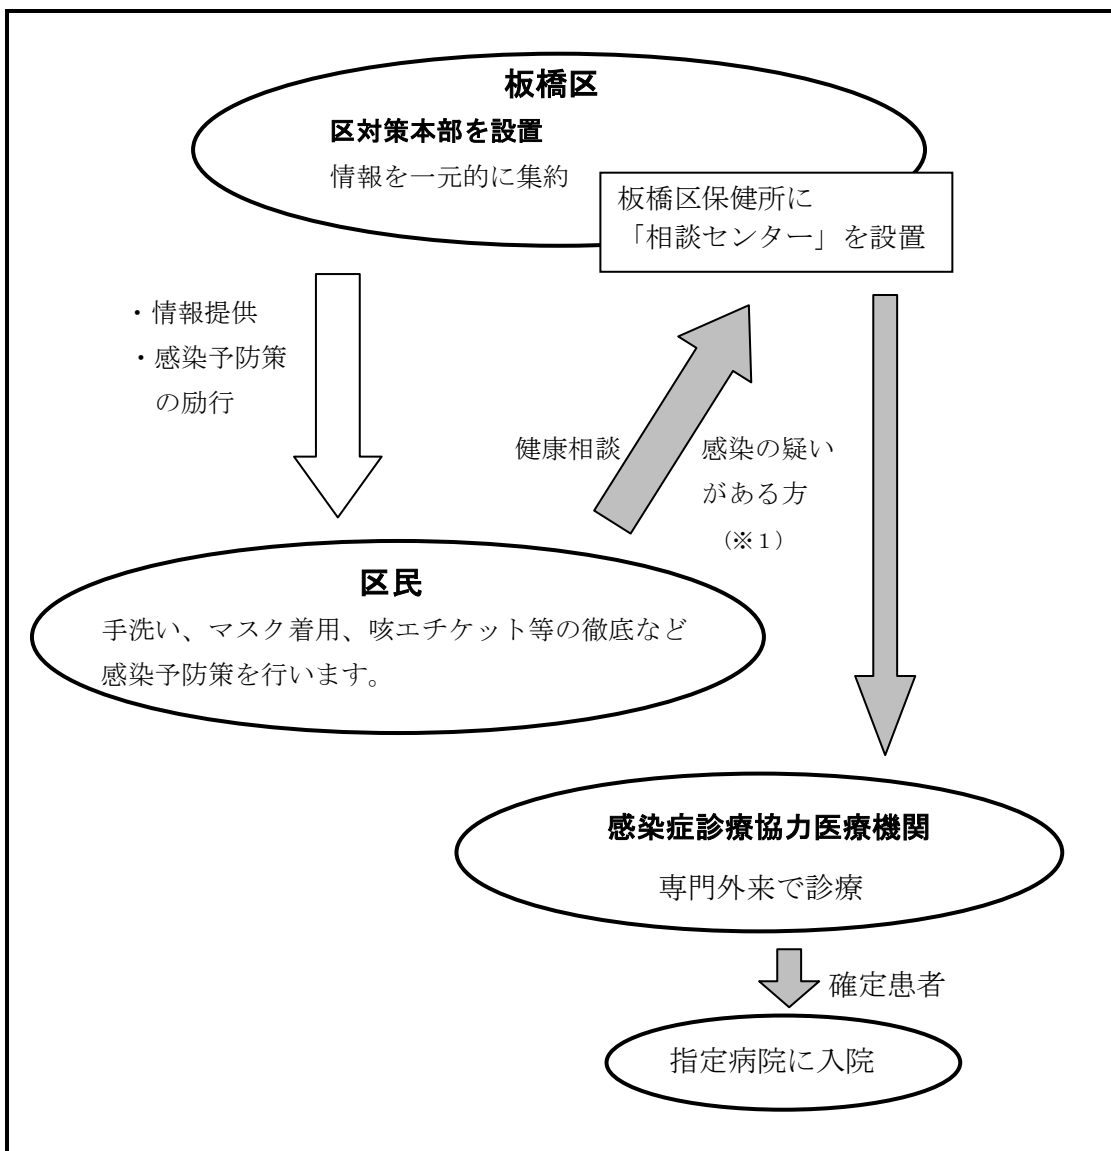 板橋区
区対策本部を設置
情報を一元的に集約
板橋区保健所に
「相談センター」を設置
・情報提供
・感染予防策
の励行
健康相談
感染の疑い
がある方
（※１）
区民
手洗い、マスク着用、咳エチケット等の徹底など
感染予防策を行います。
感染症診療協力医療機関
専門外来で診療
確定患者
指定病院に入院